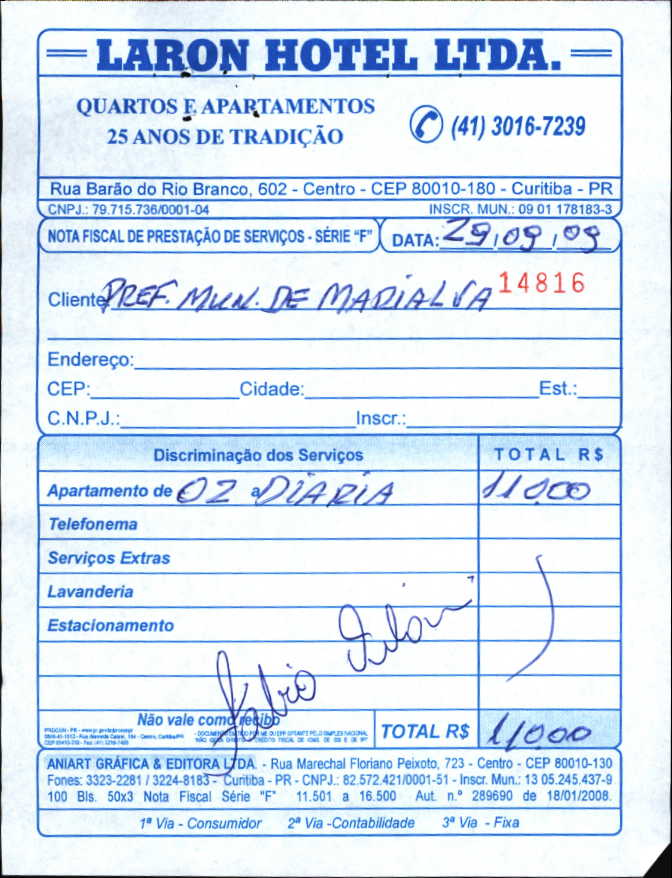 LARON HOTEL LTDA.
QUARTOS E APARTAMENTOS
25 ANOS DE TRADIÇÃO
(41) 3016-7239
Rua Barão do Rio Branco, 602 - Centro - CEP 80010-180 - Curitiba - PR
CNPJ.: 79.715.736/0001-04 INSCR. MUN.: 09 01 178183-3
NOTA FISCAL DE PRESTAÇÃO DE SERVIÇOS - SÉRIE "F" DATA: 29/09/09
14816
Cliente PREF. MUN. DE MARIALVA
Endereço:
CEP: Cidade: Est.:
C.N.P.J.: Inscr.:
Discriminação dos Serviços TOTAL R$
Apartamento de 02 a DIARIA 110,00
Telefonema
Serviços Extras
Lavanderia
Estacionamento
Fabio
Não vale como recibo
TOTAL R$ 110,00
ANIART GRÁFICA & EDITORA LTDA. - Rua Marechal Floriano Peixoto, 723 - Centro - CEP 80010-130
Fones: 3323-2281 / 3224-8183 - Curitiba - PR - CNPJ.: 82.572.421/0001-51 - Inscr. Mun.: 13 05.245.437-9
100 Bls. 50x3 Nota Fiscal Série "F" 11.501 a 16.500 Aut. n.º 289690 de 18/01/2008.
1ª Via - Consumidor 2ª Via -Contabilidade 3ª Via - Fixa